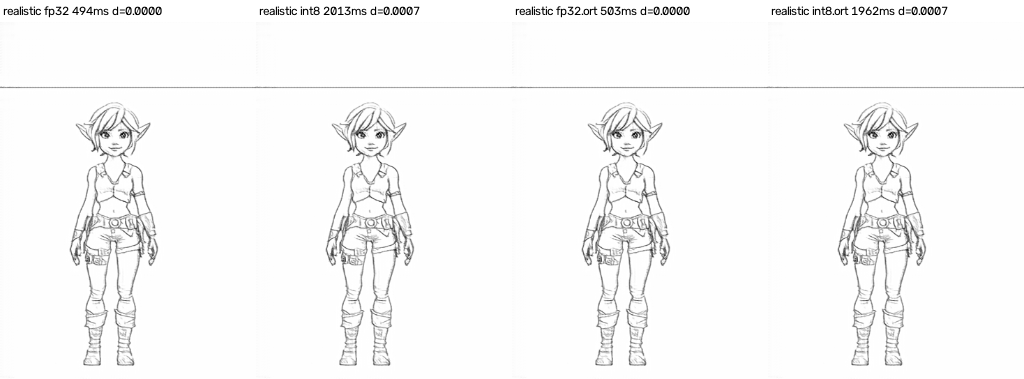 realistic fp32 494ms d=0.0000
realistic int8 2013ms d=0.0007
realistic fp32.ort 503ms d=0.0000
realistic int8.ort 1962ms d=0.0007